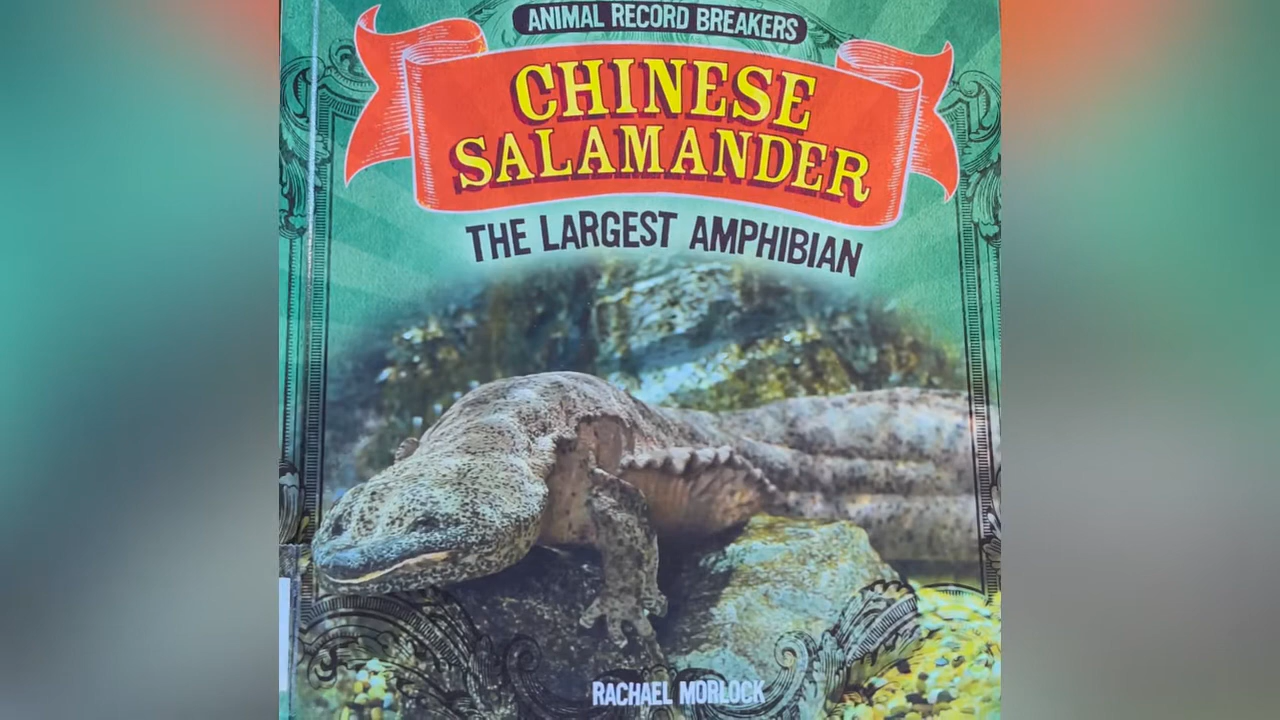 ANIMAL RECORD BREAKERS
CHINESE
SALAMANDER
THE LARGEST AMPHIBIAN
RACHAEL MORLOCK